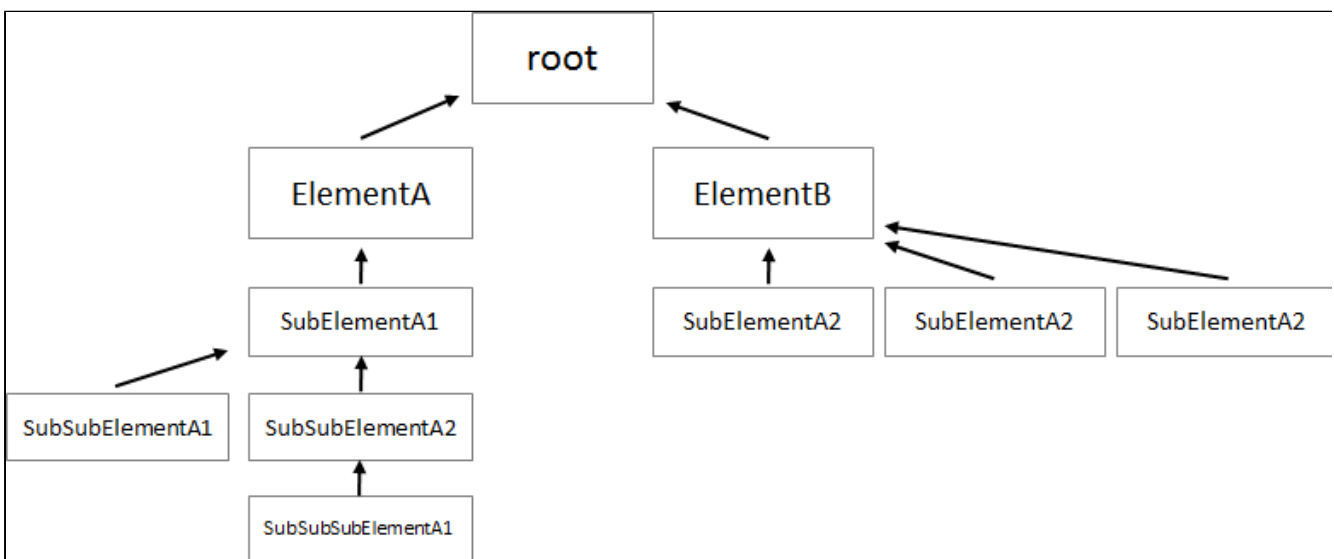 root
ElementA
ElementB
SubElementA1
SubElementA2
SubElementA2
SubElementA2
SubSubElementA1
SubSubElementA2
SubSubSubElementA1